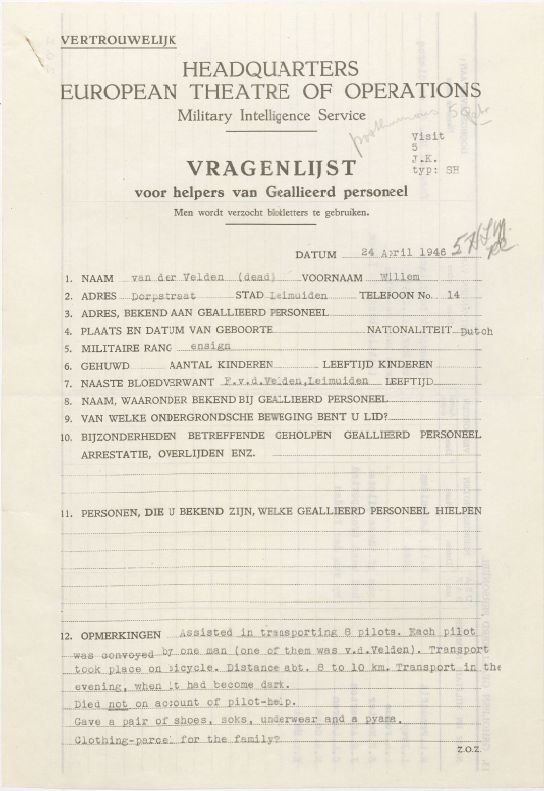 VERTROUWELIJK
HEADQUARTERS
EUROPEAN THEATRE OF OPERATIONS
Military Intelligence Service
posthumous
Visit
5
J.K.
typ: SH
VRAGENLIJST
voor helpers van Geallieerd personeel
Men wordt verzocht blokletters te gebruiken.
DATUM 24 April 1946
1. NAAM van der Velden (dead) VOORNAAM Willem
2. ADRES Dorpstraat STAD Leimuiden TELEFOON No. 14
3. ADRES, BEKEND AAN GEALLIEERD PERSONEEL
4. PLAATS EN DATUM VAN GEBOORTE NATIONALITEIT Dutch
5. MILITAIRE RANG ensign
6. GEHUWD AANTAL KINDEREN LEEFTIJD KINDEREN
7. NAASTE BLOEDVERWANT F.v.d.Velden,Leimuiden LEEFTIJD
8. NAAM, WAARONDER BEKEND BIJ GEALLIEERD PERSONEEL
9. VAN WELKE ONDERGRONDSCHE BEWEGING BENT U LID?
10. BIJZONDERHEDEN BETREFFENDE GEHOLPEN GEALLIEERD PERSONEEL
ARRESTATIE, OVERLIJDEN ENZ.
11. PERSONEN, DIE U BEKEND ZIJN, WELKE GEALLIEERD PERSONEEL HIELPEN
12. OPMERKINGEN Assisted in transporting 8 pilots. Each pilot
was convoyed by one man (one of them was v.d.Velden). Transport
took place on bicycle. Distance abt. 8 to 10 km. Transport in the
evening, when it had become dark.
Died not on account of pilot-help.
Gave a pair of shoes, soks, underwear and a pyama.
Clothing-parcel for the family?
Z.O.Z.